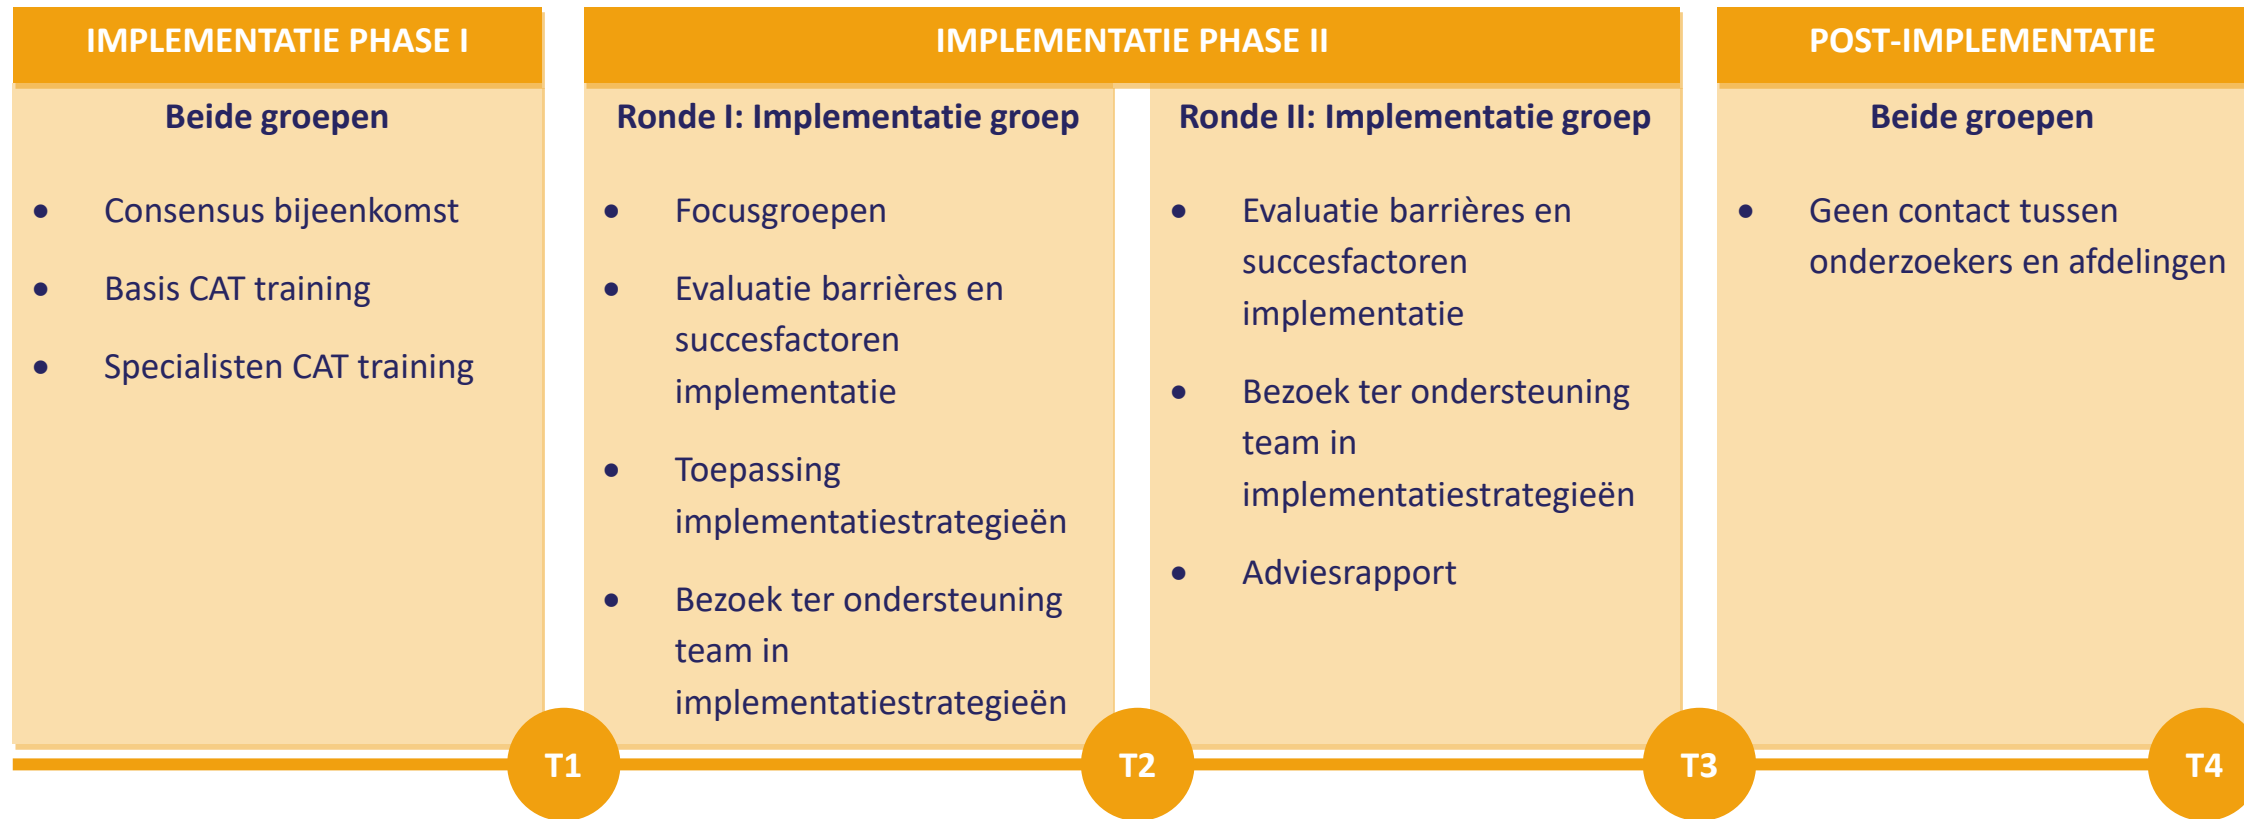 IMPLEMENTATIE PHASE I
Beide groepen
• Consensus bijeenkomst
• Basis CAT training
• Specialisten CAT training
IMPLEMENTATIE PHASE II
Ronde I: Implementatie groep
• Focusgroepen
• Evaluatie barrières en
succesfactoren
implementatie
• Toepassing
implementatiestrategieën
• Bezoek ter ondersteuning
team in
implementatiestrategieën
Ronde II: Implementatie groep
• Evaluatie barrières en
succesfactoren
implementatie
• Bezoek ter ondersteuning
team in
implementatiestrategieën
• Adviesrapport
POST-IMPLEMENTATIE
Beide groepen
• Geen contact tussen
onderzoekers en afdelingen
T1
T2
T3
T4